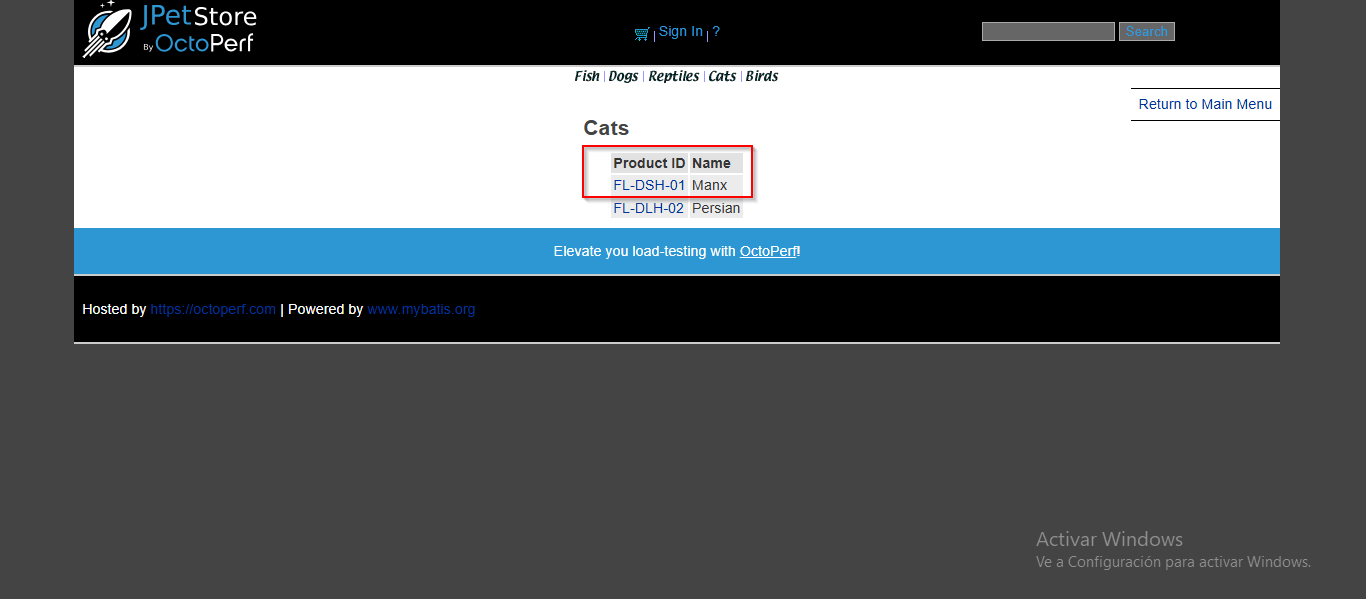 JPetStore
By OctoPerf
Sign In | ?
Search
Fish | Dogs | Reptiles | Cats | Birds
Return to Main Menu
Cats
Product ID Name
FL-DSH-01 Manx
FL-DLH-02 Persian
Elevate you load-testing with OctoPerf!
Hosted by https://octoperf.com | Powered by www.mybatis.org
Activar Windows
Ve a Configuración para activar Windows.